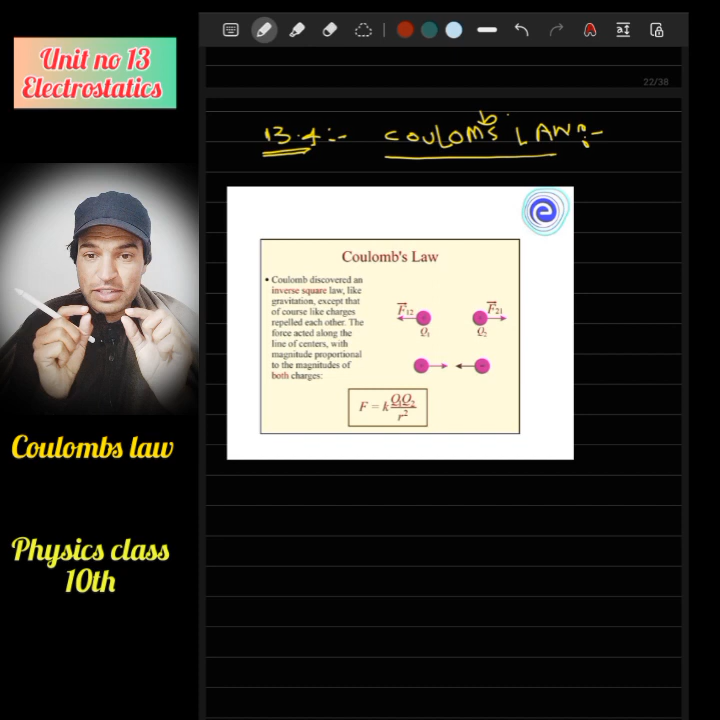 Unit no 13
Electrostatics
22/38
13.4:- COULOMb'S LAW:-
Coulomb's Law
• Coulomb discovered an
inverse square law, like
gravitation, except that
of course like charges
repelled each other. The
force acted along the
line of centers, with
magnitude proportional
to the magnitudes of
both charges:
F12 F21
Q1 Q2
F = k Q1Q2 / r²
Coulombs law
Physics class
10th